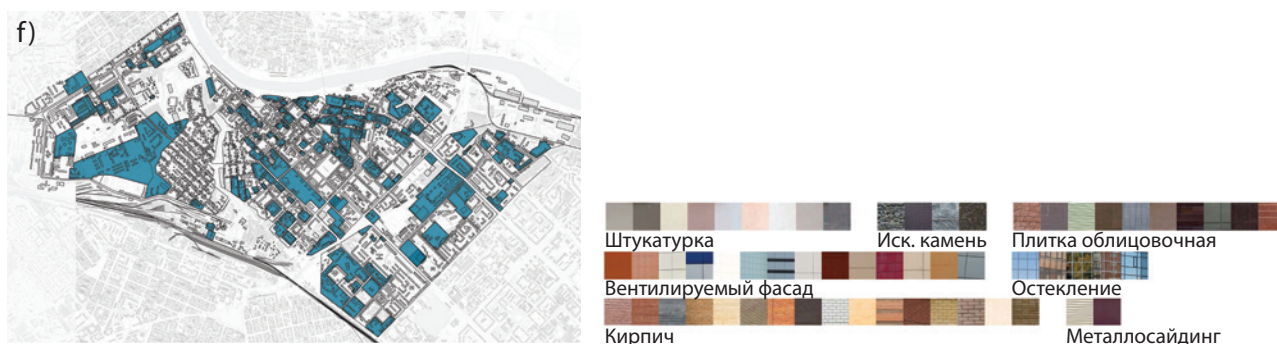 f)
Штукатурка Иск. камень Плитка облицовочная
Вентилируемый фасад Остекление
Кирпич Металлосайдинг